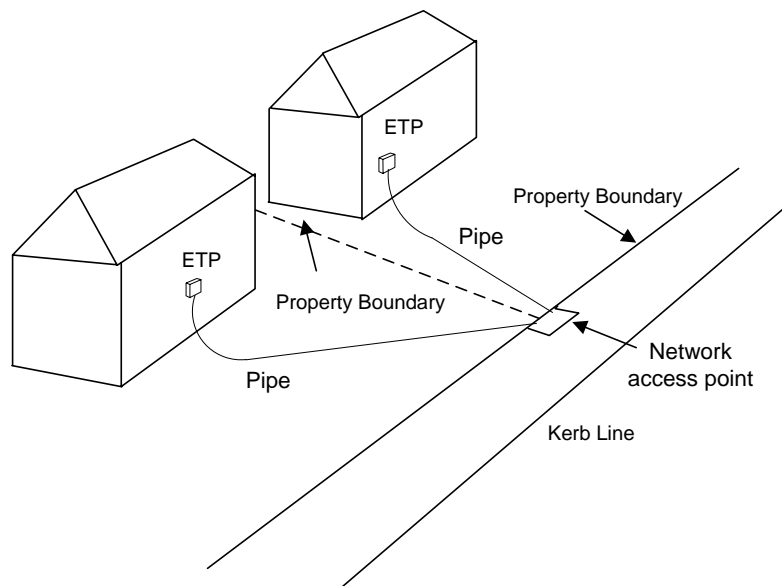 ETP
Property Boundary
Pipe
ETP
Property Boundary
Network
access point
Pipe
Kerb Line